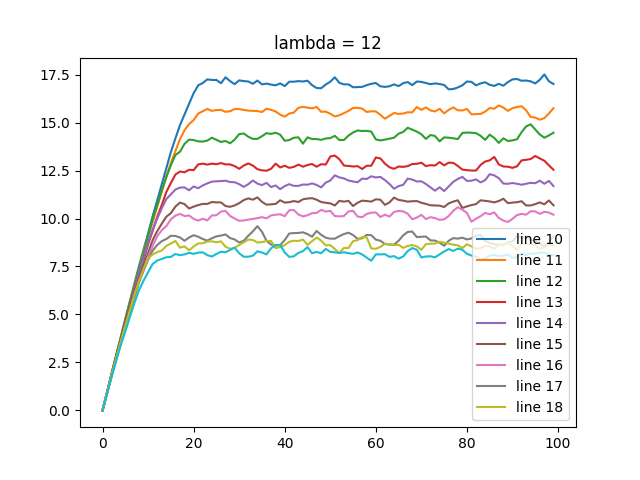 lambda = 12
17.5
15.0
12.5
10.0
7.5
5.0
2.5
0.0
0 20 40 60 80 100
line 10
line 11
line 12
line 13
line 14
line 15
line 16
line 17
line 18